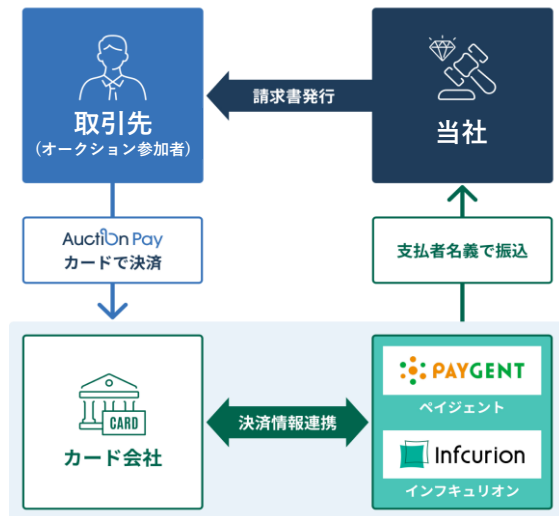 取引先
(オークション参加者)
請求書発行
当社
Auction Pay
カードで決済
支払者名義で振込
CARD
カード会社
決済情報連携
PAYGENT
ペイジェント
Infcurion
インフキュリオン